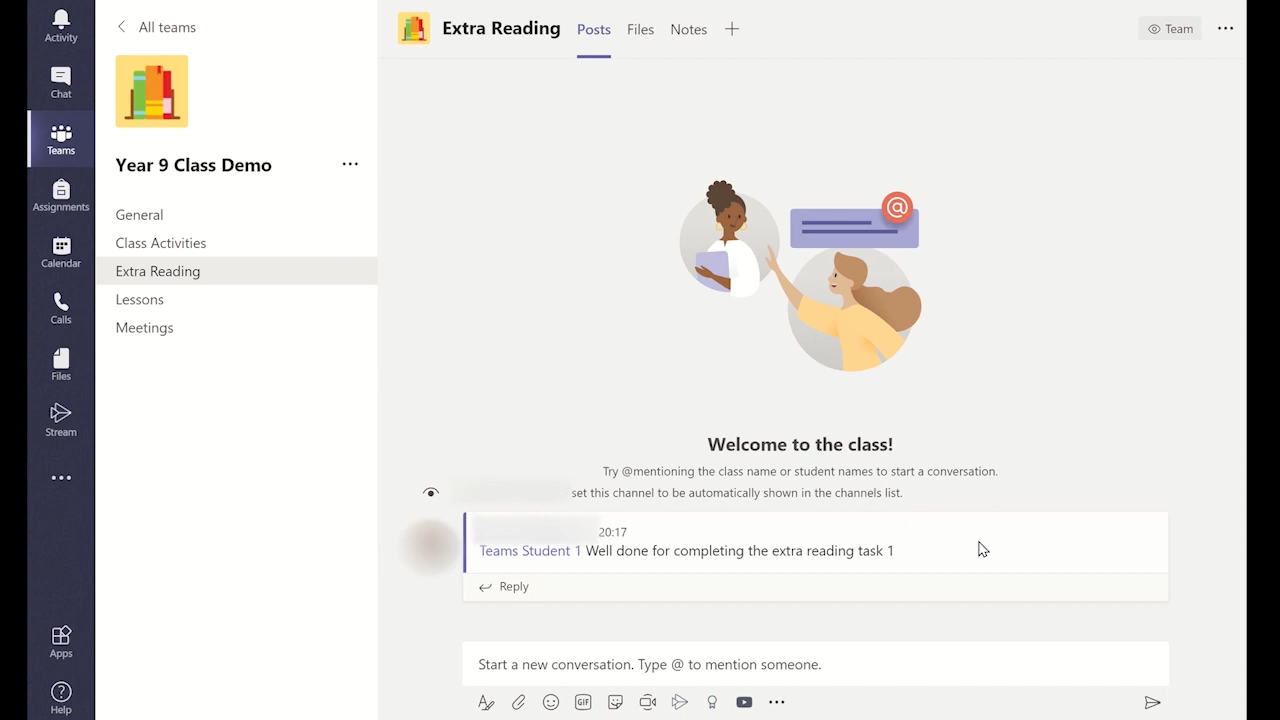 Activity
Chat
Teams
Assignments
Calendar
Calls
Files
Stream
Apps
Help
All teams
Year 9 Class Demo
General
Class Activities
Extra Reading
Lessons
Meetings
Extra Reading Posts Files Notes
Team
@
Welcome to the class!
Try @mentioning the class name or student names to start a conversation.
set this channel to be automatically shown in the channels list.
20:17
Teams Student 1 Well done for completing the extra reading task 1
Reply
Start a new conversation. Type @ to mention someone.
GIF